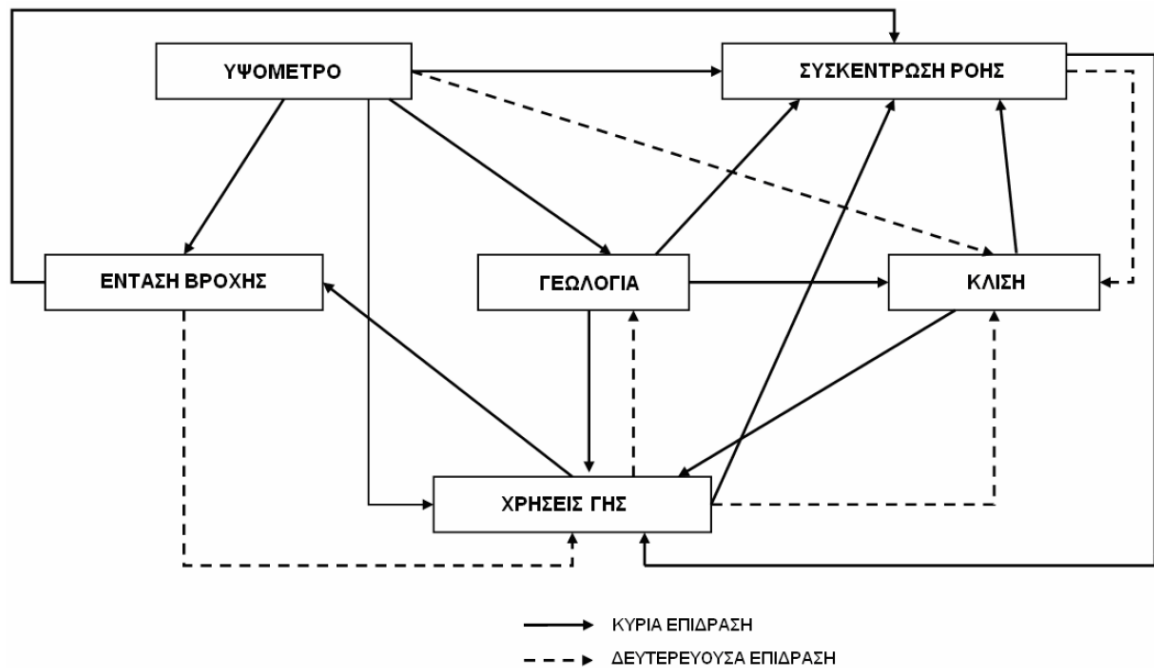 ΥΨΟΜΕΤΡΟ
ΣΥΣΚΕΝΤΡΩΣΗ ΡΟΗΣ
ΕΝΤΑΣΗ ΒΡΟΧΗΣ
ΓΕΩΛΟΓΙΑ
ΚΛΙΣΗ
ΧΡΗΣΕΙΣ ΓΗΣ
ΚΥΡΙΑ ΕΠΙΔΡΑΣΗ
ΔΕΥΤΕΡΕΥΟΥΣΑ ΕΠΙΔΡΑΣΗ